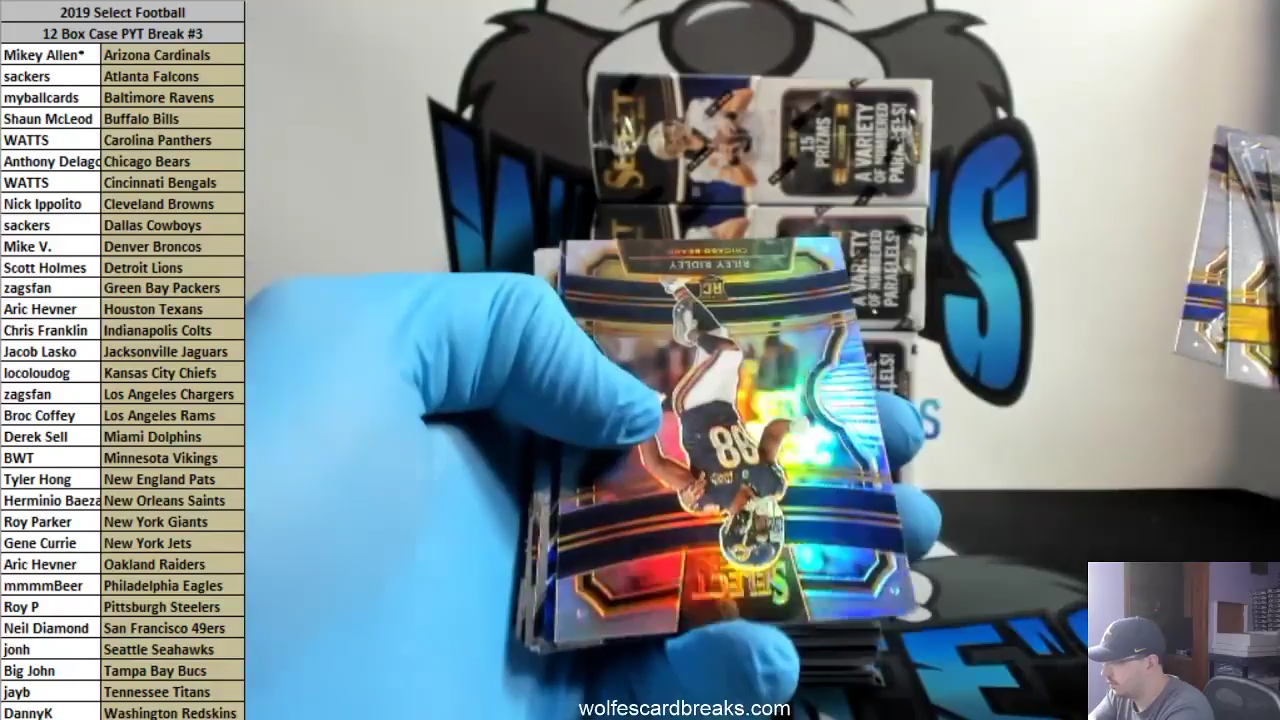 2019 Select Football
12 Box Case PYT Break #3
Mikey Allen* Arizona Cardinals
sackers Atlanta Falcons
myballcards Baltimore Ravens
Shaun McLeod Buffalo Bills
WATTS Carolina Panthers
Anthony Delagc Chicago Bears
WATTS Cincinnati Bengals
Nick Ippolito Cleveland Browns
sackers Dallas Cowboys
Mike V. Denver Broncos
Scott Holmes Detroit Lions
zagsfan Green Bay Packers
Aric Hevner Houston Texans
Chris Franklin Indianapolis Colts
Jacob Lasko Jacksonville Jaguars
locoloudog Kansas City Chiefs
zagsfan Los Angeles Chargers
Broc Coffey Los Angeles Rams
Derek Sell Miami Dolphins
BWT Minnesota Vikings
Tyler Hong New England Pats
Herminio Baeza New Orleans Saints
Roy Parker New York Giants
Gene Currie New York Jets
Aric Hevner Oakland Raiders
mmmmBeer Philadelphia Eagles
Roy P Pittsburgh Steelers
Neil Diamond San Francisco 49ers
jonh Seattle Seahawks
Big John Tampa Bay Bucs
jayb Tennessee Titans
DannyK Washington Redskins
SELECT
15
PRIZMS
A VARIETY
OF NUMBERED
PARALLELS!
A VARIETY
OF NUMBERED
PARALLELS!
CHICAGO BEARS
RILEY RIDLEY
RC
88
SELECT
wolfescardbreaks.com